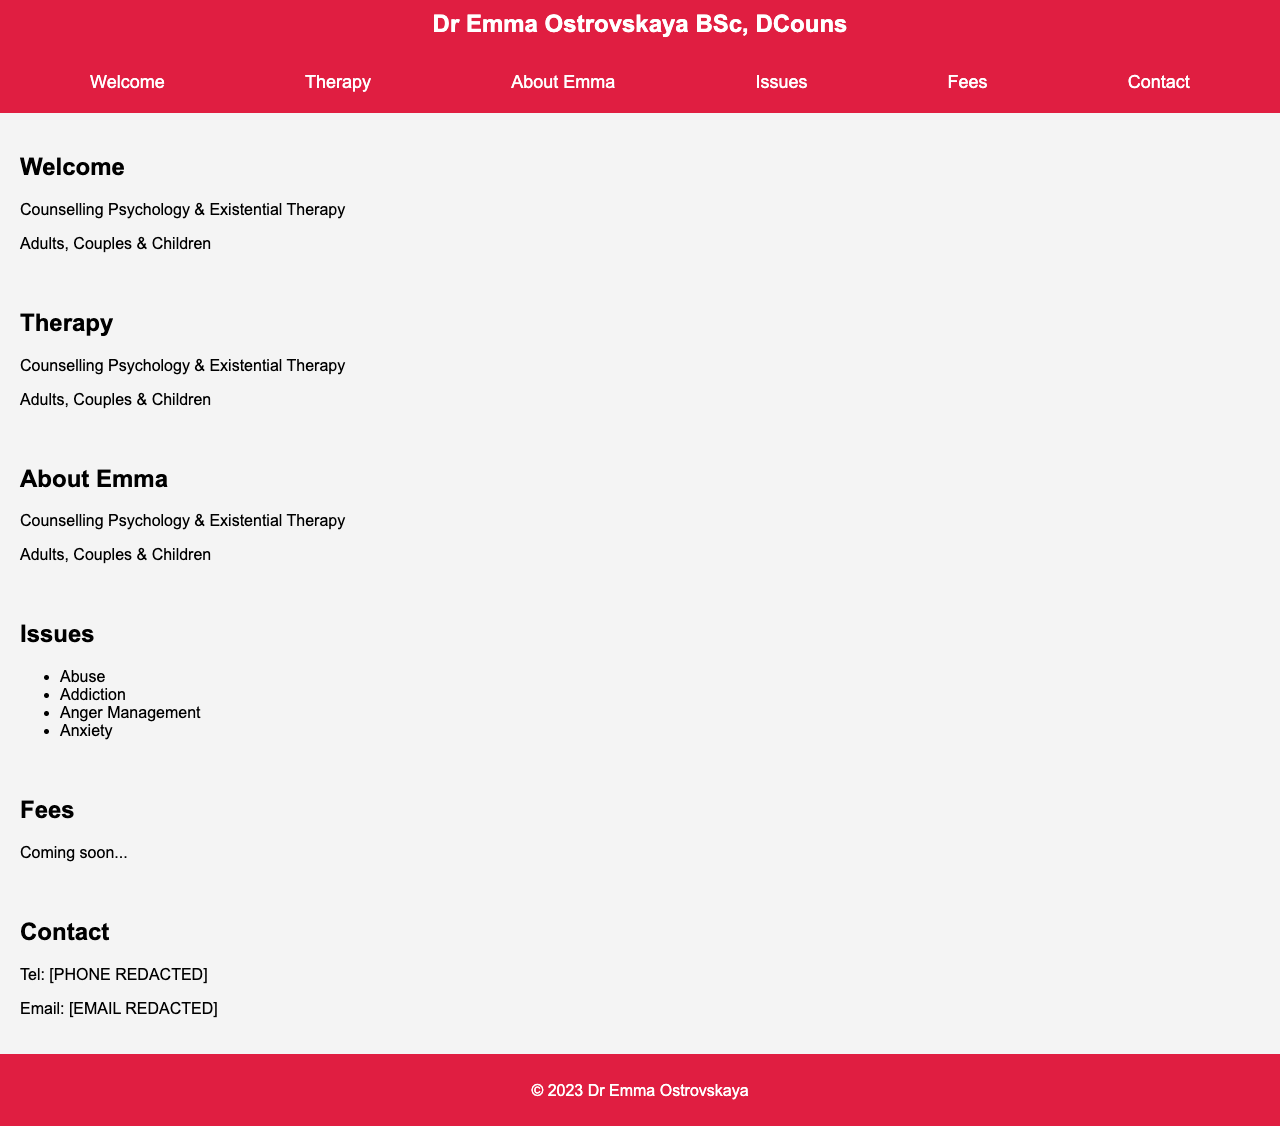 Dr Emma Ostrovskaya BSc, DCouns
Welcome Therapy About Emma Issues Fees Contact
Welcome
Counselling Psychology & Existential Therapy
Adults, Couples & Children
Therapy
Counselling Psychology & Existential Therapy
Adults, Couples & Children
About Emma
Counselling Psychology & Existential Therapy
Adults, Couples & Children
Issues
• Abuse
• Addiction
• Anger Management
• Anxiety
Fees
Coming soon...
Contact
Tel: [PHONE REDACTED]
Email: [EMAIL REDACTED]
© 2023 Dr Emma Ostrovskaya